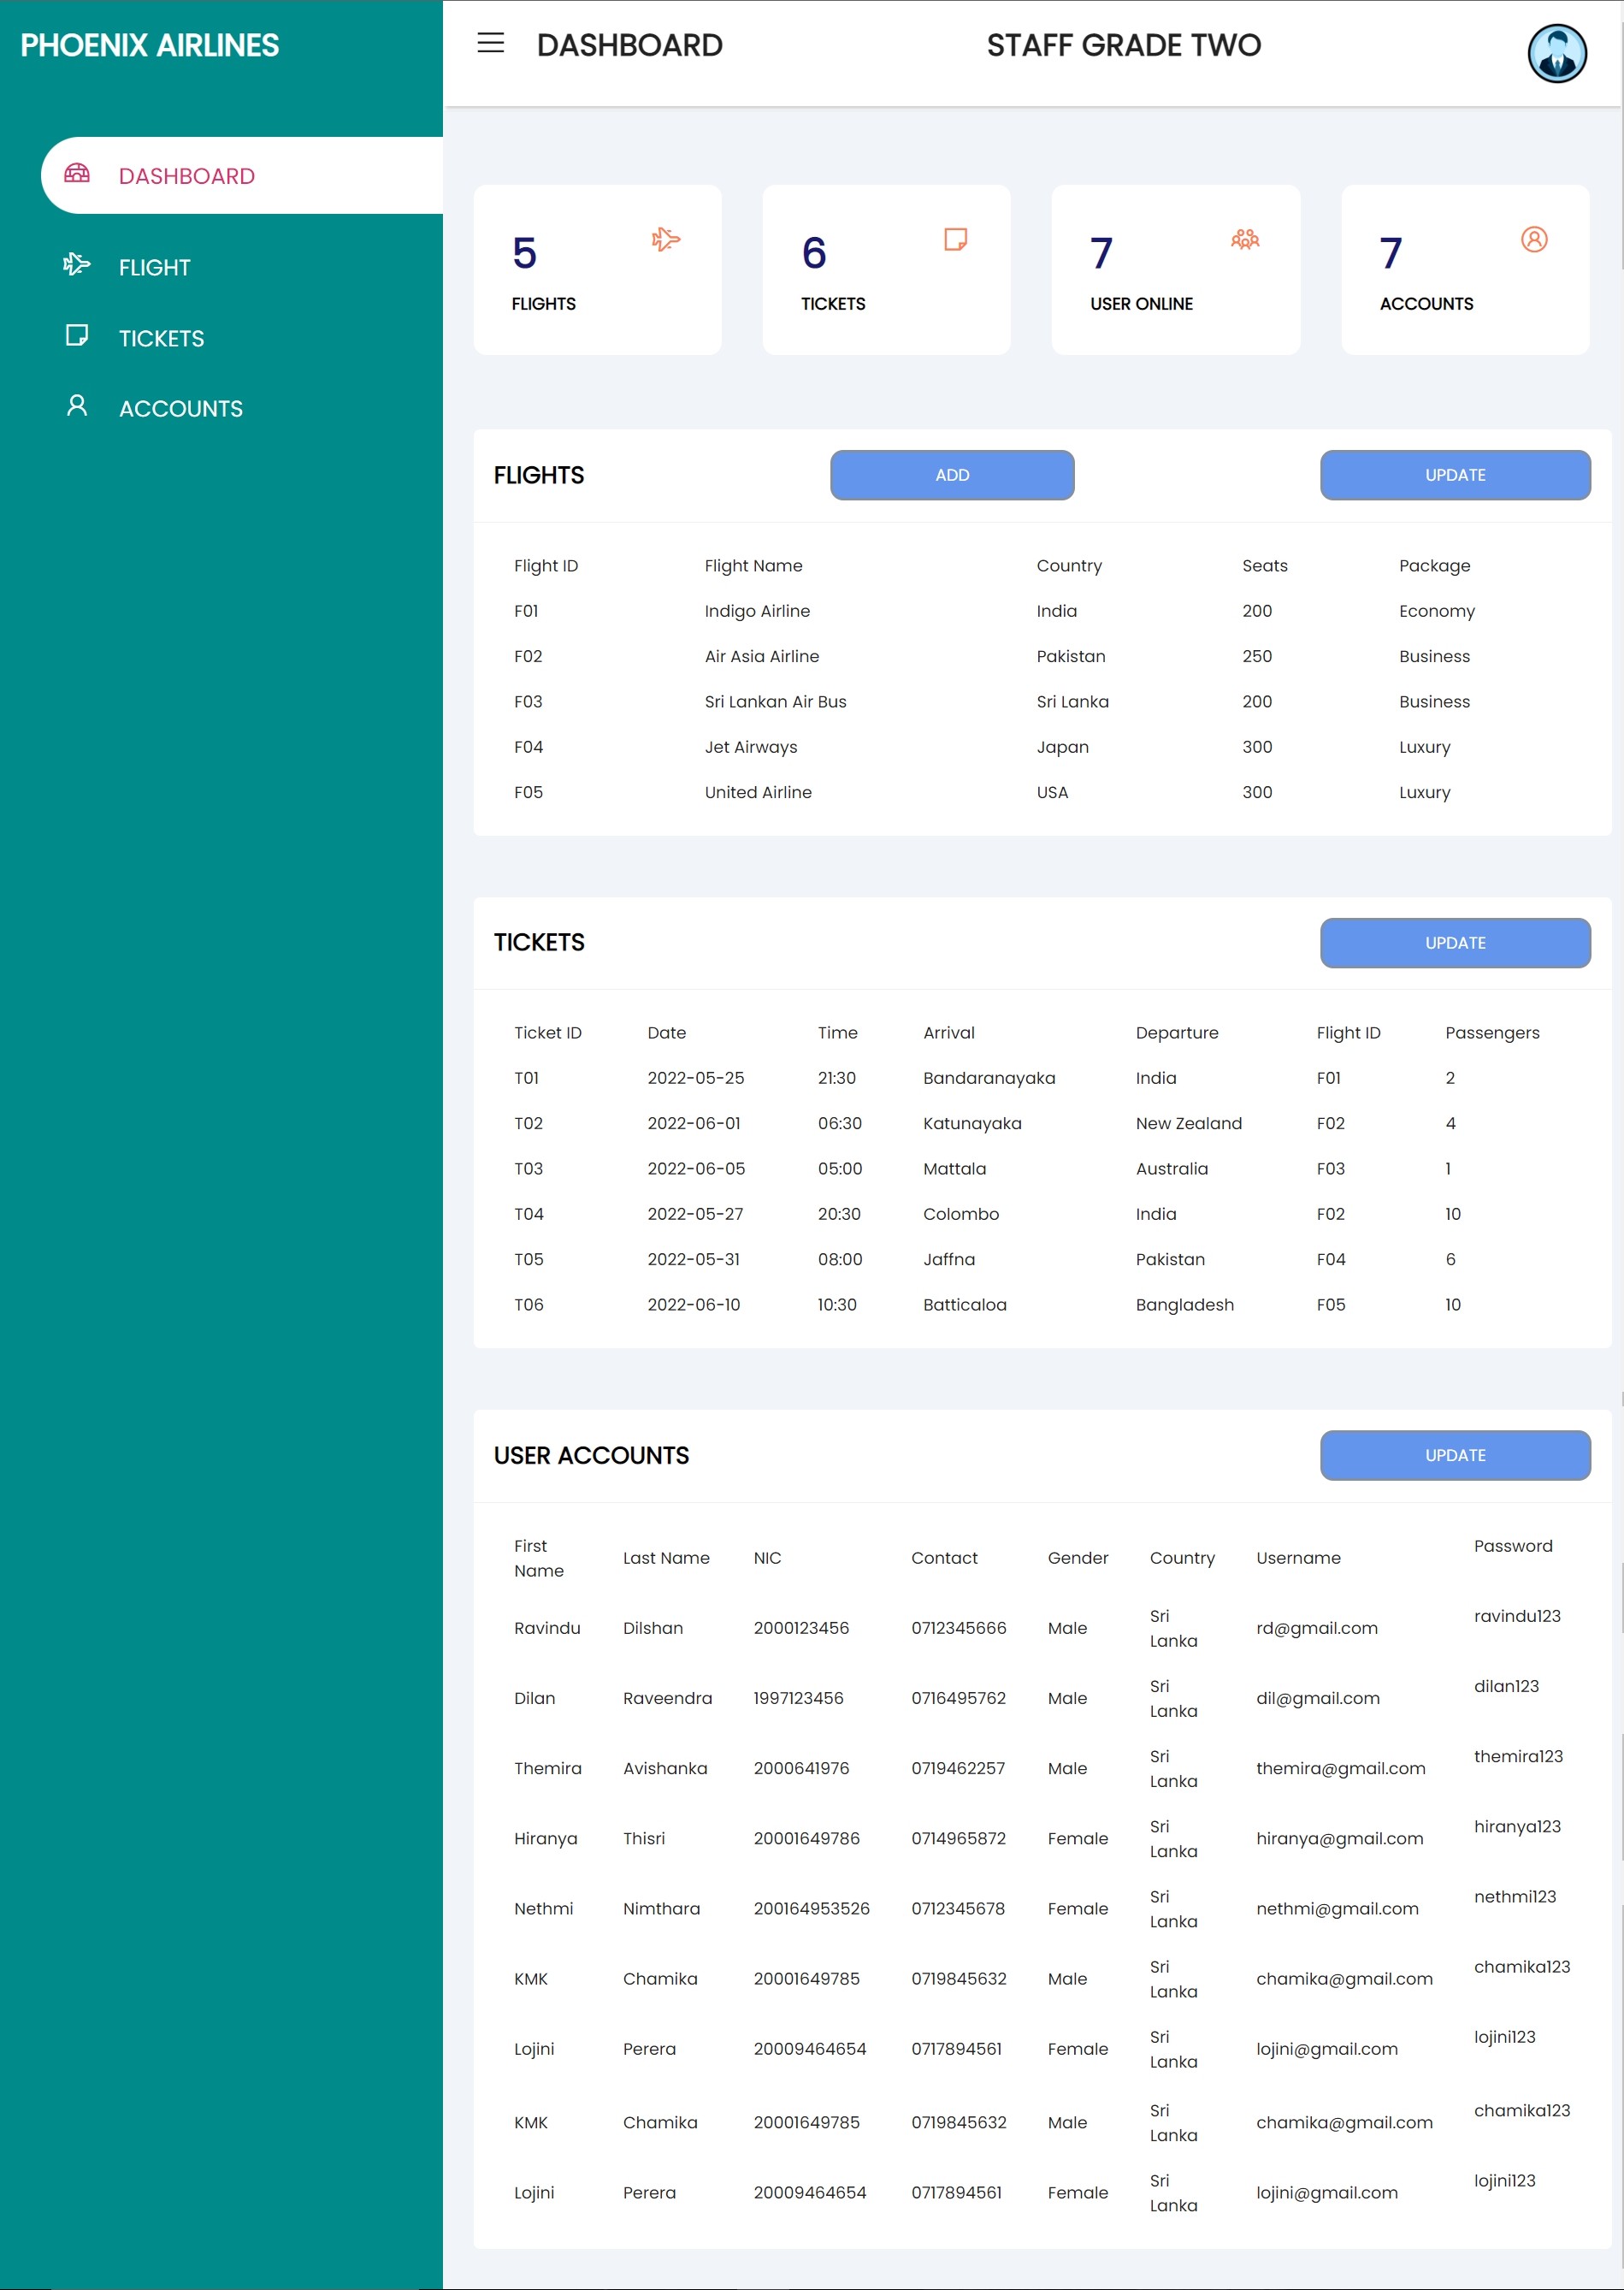 PHOENIX AIRLINES
DASHBOARD
FLIGHT
TICKETS
ACCOUNTS
DASHBOARD STAFF GRADE TWO
5 6 7 7
FLIGHTS TICKETS USER ONLINE ACCOUNTS
FLIGHTS ADD UPDATE
Flight ID Flight Name Country Seats Package
F01 Indigo Airline India 200 Economy
F02 Air Asia Airline Pakistan 250 Business
F03 Sri Lankan Air Bus Sri Lanka 200 Business
F04 Jet Airways Japan 300 Luxury
F05 United Airline USA 300 Luxury
TICKETS UPDATE
Ticket ID Date Time Arrival Departure Flight ID Passengers
T01 2022-05-25 21:30 Bandaranayaka India F01 2
T02 2022-06-01 06:30 Katunayaka New Zealand F02 4
T03 2022-06-05 05:00 Mattala Australia F03 1
T04 2022-05-27 20:30 Colombo India F02 10
T05 2022-05-31 08:00 Jaffna Pakistan F04 6
T06 2022-06-10 10:30 Batticaloa Bangladesh F05 10
USER ACCOUNTS UPDATE
First Name Last Name NIC Contact Gender Country Username Password
Ravindu Dilshan 2000123456 0712345666 Male Sri Lanka rd@gmail.com ravindu123
Dilan Raveendra 1997123456 0716495762 Male Sri Lanka dil@gmail.com dilan123
Themira Avishanka 2000641976 0719462257 Male Sri Lanka themira@gmail.com themira123
Hiranya Thisri 20001649786 0714965872 Female Sri Lanka hiranya@gmail.com hiranya123
Nethmi Nimthara 200164953526 0712345678 Female Sri Lanka nethmi@gmail.com nethmi123
KMK Chamika 20001649785 0719845632 Male Sri Lanka chamika@gmail.com chamika123
Lojini Perera 20009464654 0717894561 Female Sri Lanka lojini@gmail.com lojini123
KMK Chamika 20001649785 0719845632 Male Sri Lanka chamika@gmail.com chamika123
Lojini Perera 20009464654 0717894561 Female Sri Lanka lojini@gmail.com lojini123